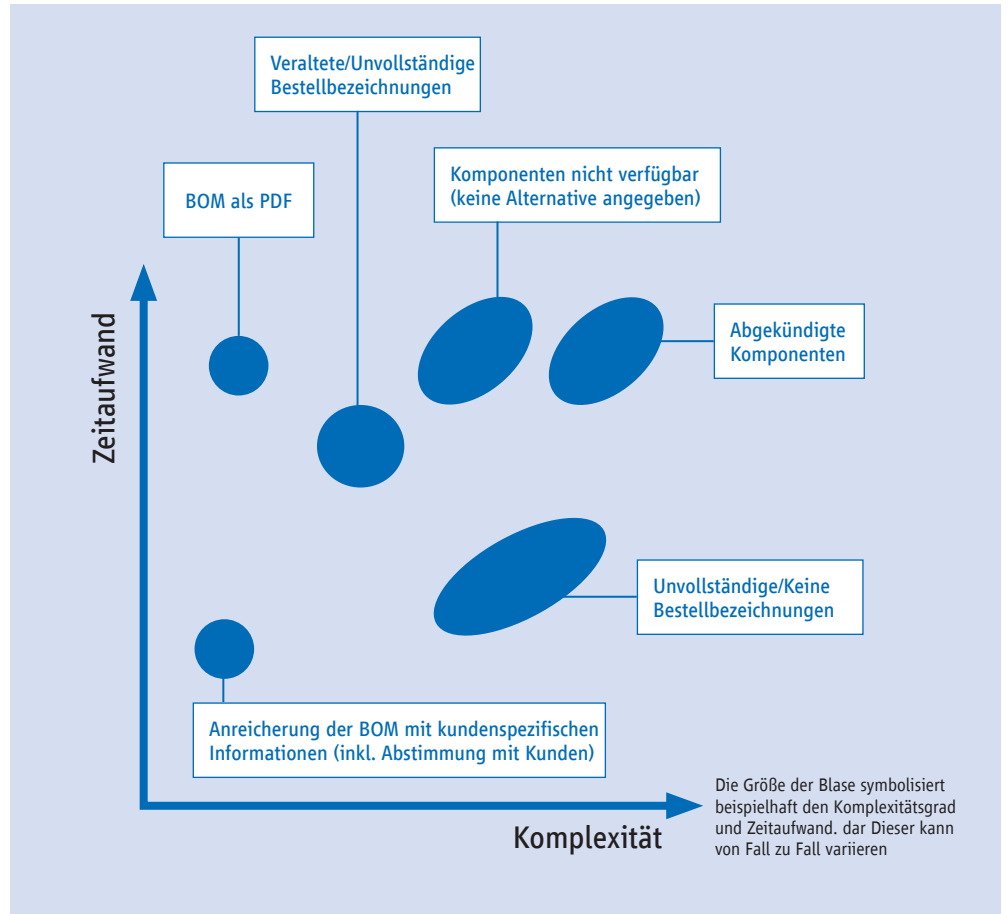 Veraltete/Unvollständige
Bestellbezeichnungen
BOM als PDF
Komponenten nicht verfügbar
(keine Alternative angegeben)
Abgekündigte
Komponenten
Zeitaufwand
Unvollständige/Keine
Bestellbezeichnungen
Anreicherung der BOM mit kundenspezifischen
Informationen (inkl. Abstimmung mit Kunden)
Komplexität
Die Größe der Blase symbolisiert
beispielhaft den Komplexitätsgrad
und Zeitaufwand. dar Dieser kann
von Fall zu Fall variieren